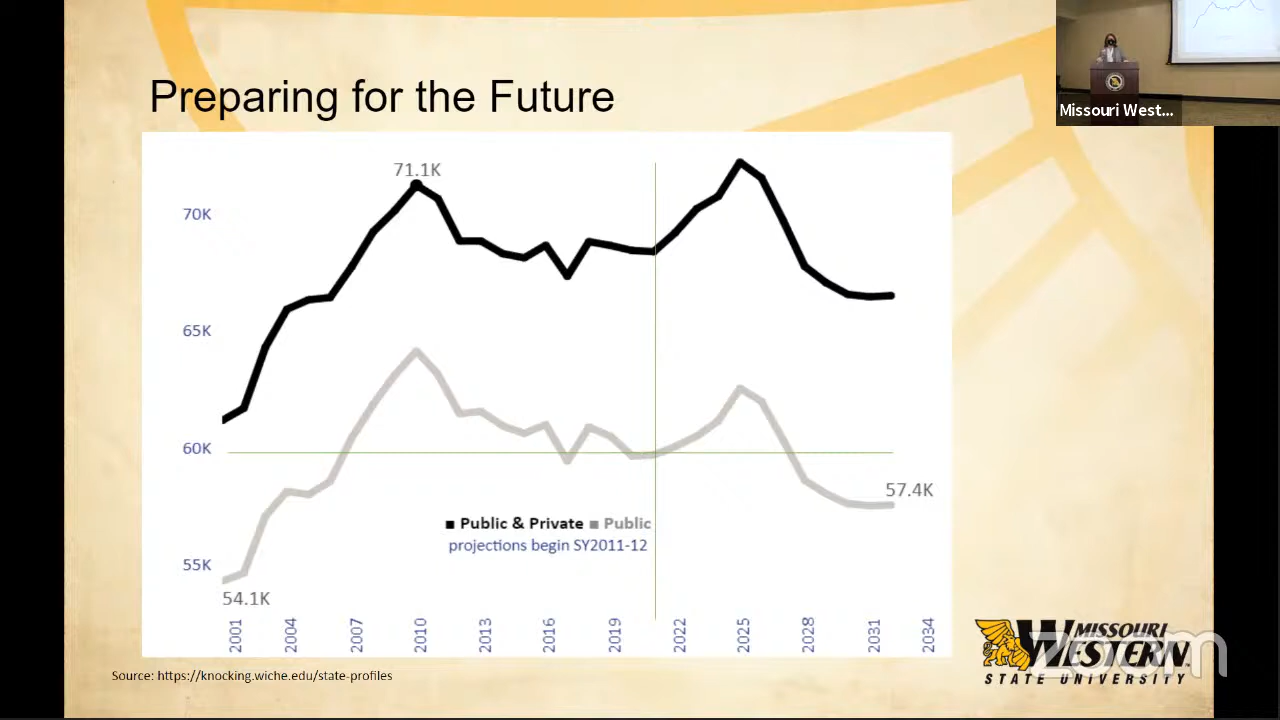 Preparing for the Future
Missouri West...
71.1K
70K
65K
60K
57.4K
■ Public & Private ■ Public
projections begin SY2011-12
55K
54.1K
2001 2004 2007 2010 2013 2016 2019 2022 2025 2028 2031 2034
Source: https://knocking.wiche.edu/state-profiles
MISSOURI
WESTERN
STATE UNIVERSITY
zoom